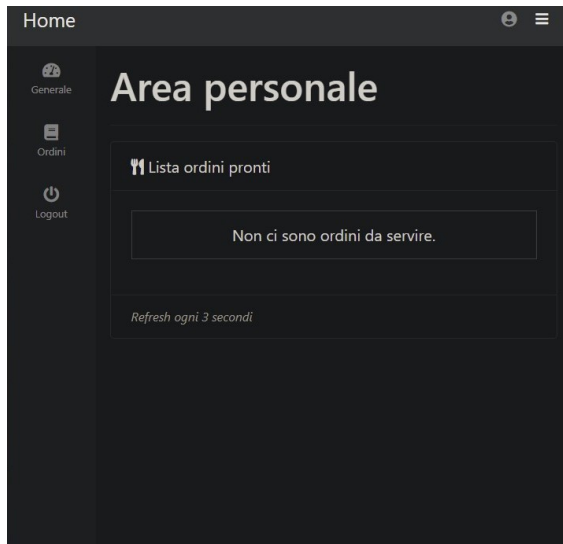 Home
Generale
Ordini
Logout
Area personale
Lista ordini pronti
Non ci sono ordini da servire.
Refresh ogni 3 secondi